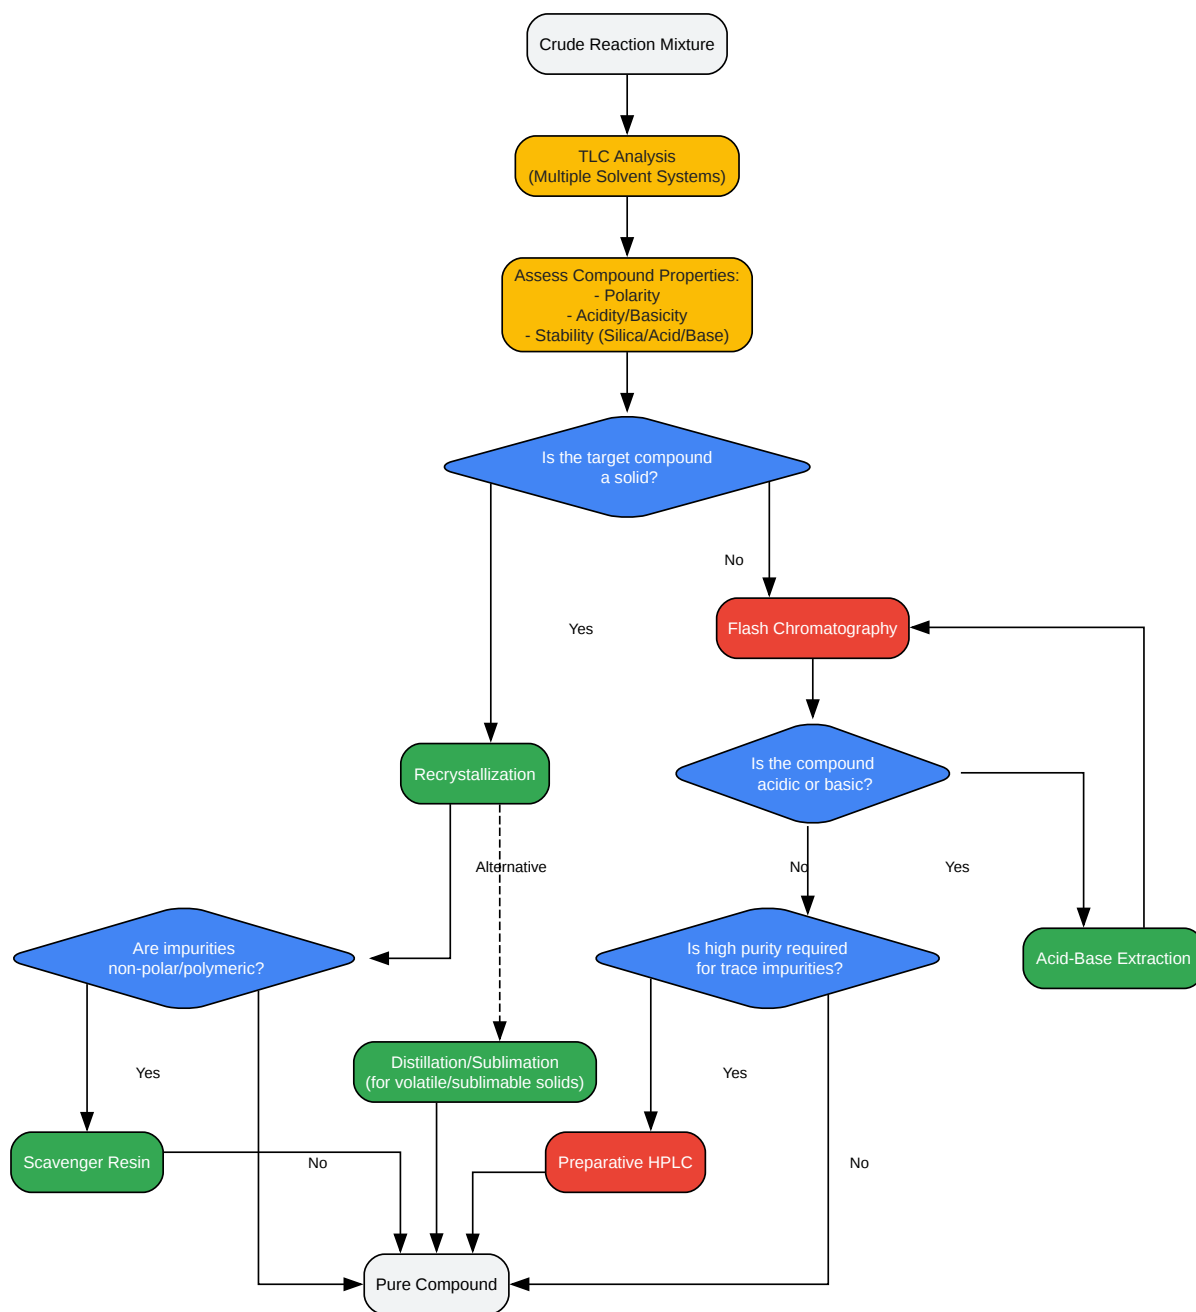 Crude Reaction Mixture
TLC Analysis
(Multiple Solvent Systems)
Assess Compound Properties:
- Polarity
- Acidity/Basicity
- Stability (Silica/Acid/Base)
Is the target compound
a solid?
No
Yes
Flash Chromatography
Recrystallization
Is the compound
acidic or basic?
Alternative
No
Yes
Are impurities
non-polar/polymeric?
Is high purity required
for trace impurities?
Acid-Base Extraction
Yes
Distillation/Sublimation
(for volatile/sublimable solids)
Yes
Scavenger Resin
No
Preparative HPLC
No
Pure Compound